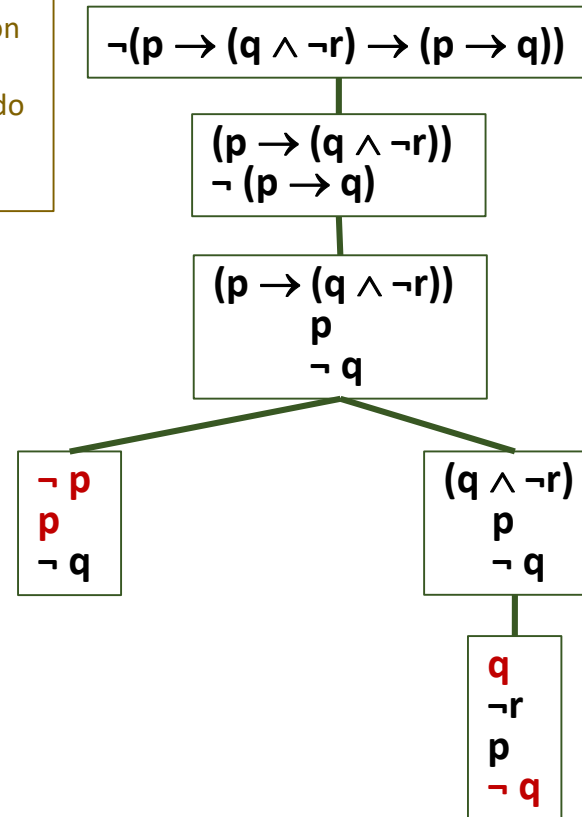 on
do
¬(p → (q ∧ ¬r) → (p → q))
(p → (q ∧ ¬r))
¬ (p → q)
(p → (q ∧ ¬r))
p
¬ q
¬ p
p
¬ q
(q ∧ ¬r)
p
¬ q
q
¬r
p
¬ q